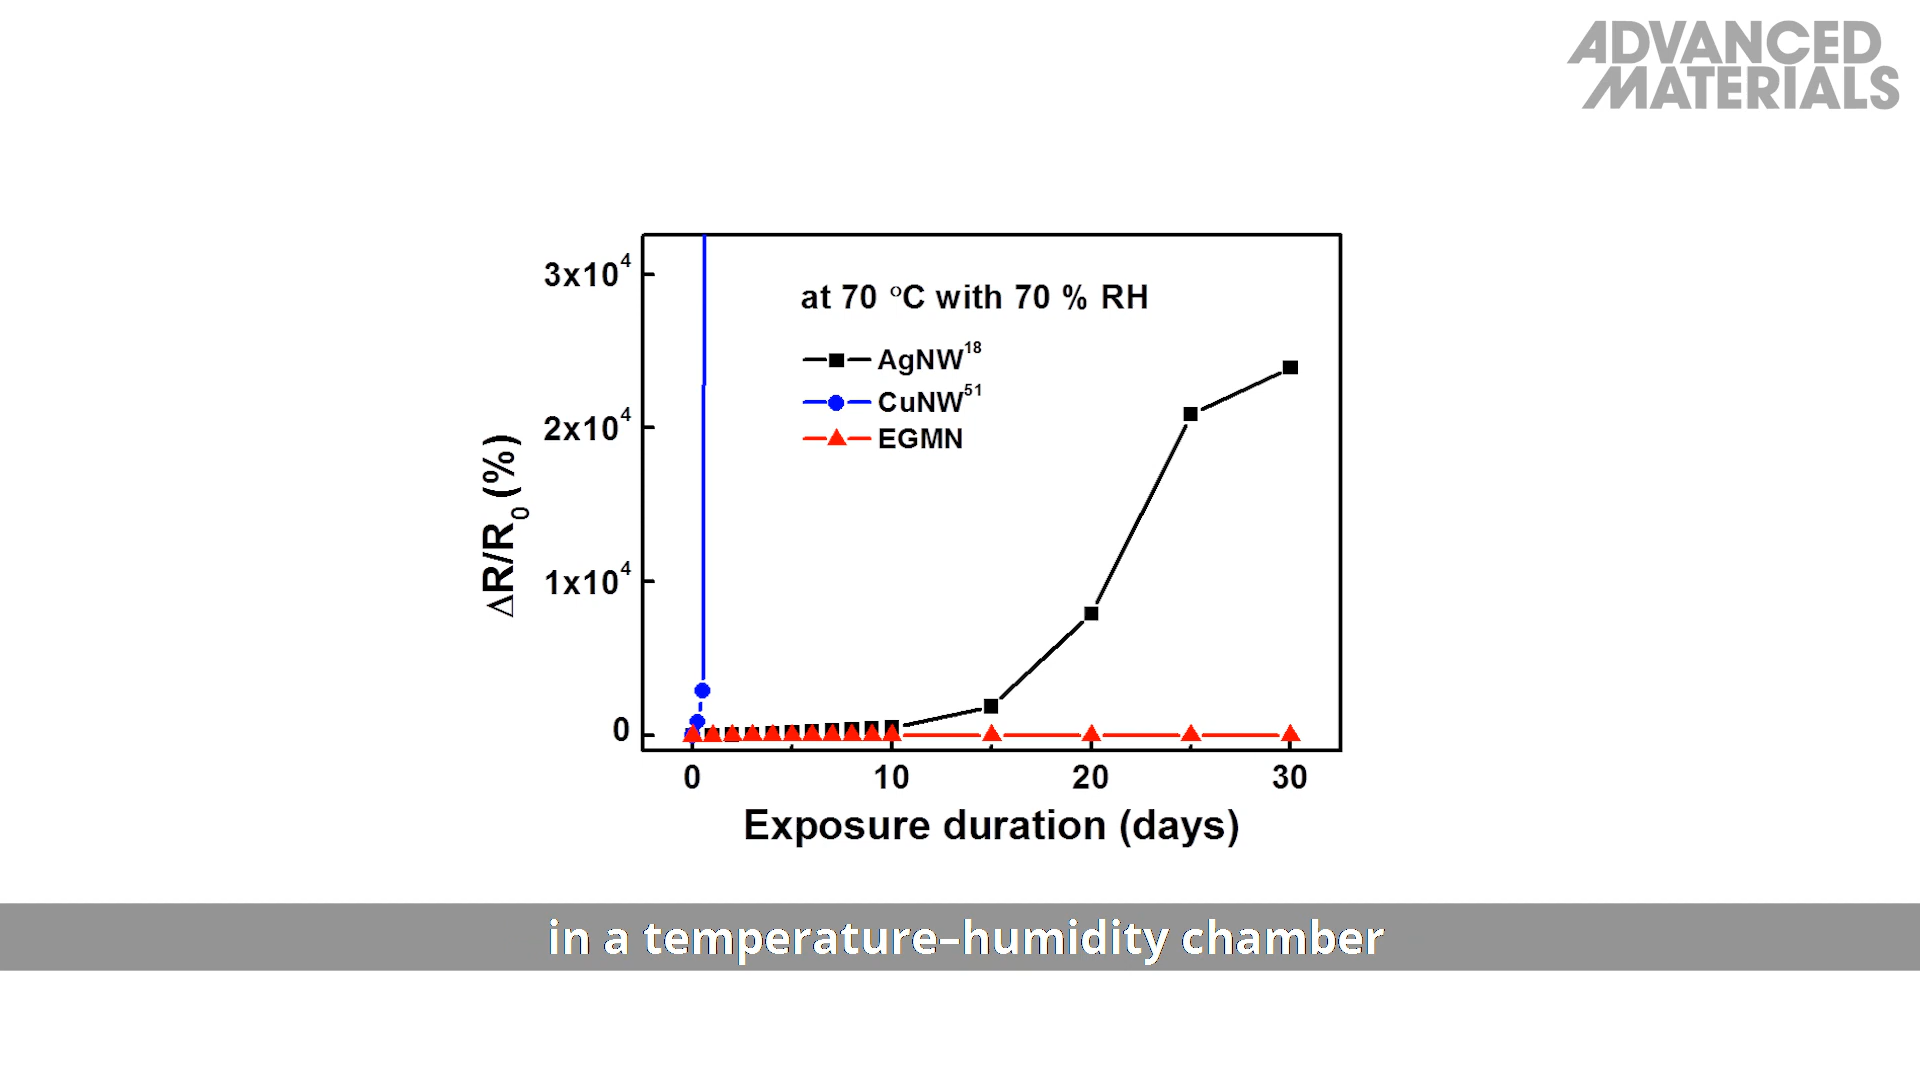 ADVANCED
MATERIALS
3x10⁴
2x10⁴
1x10⁴
0
ΔR/R₀ (%)
at 70 °C with 70 % RH
AgNW¹⁸
CuNW⁵¹
EGMN
0 10 20 30
Exposure duration (days)
in a temperature–humidity chamber